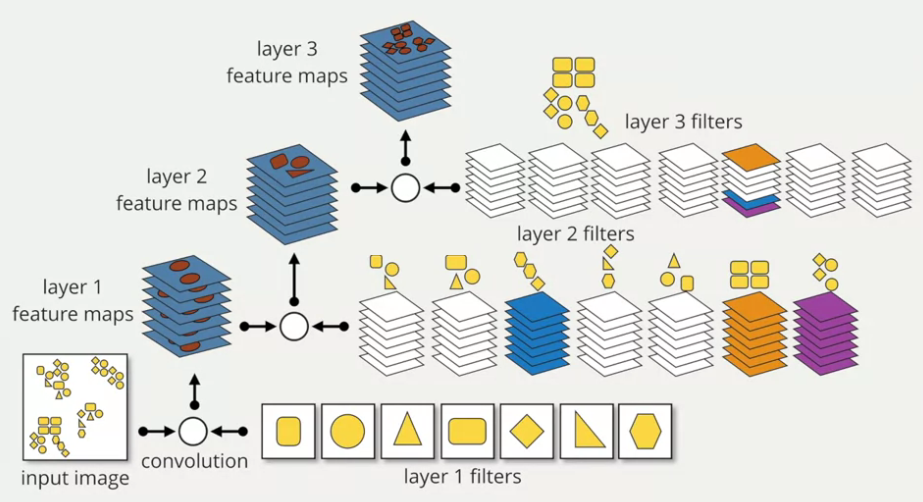 layer 3
feature maps
layer 3 filters
layer 2
feature maps
layer 2 filters
layer 1
feature maps
convolution
input image
layer 1 filters